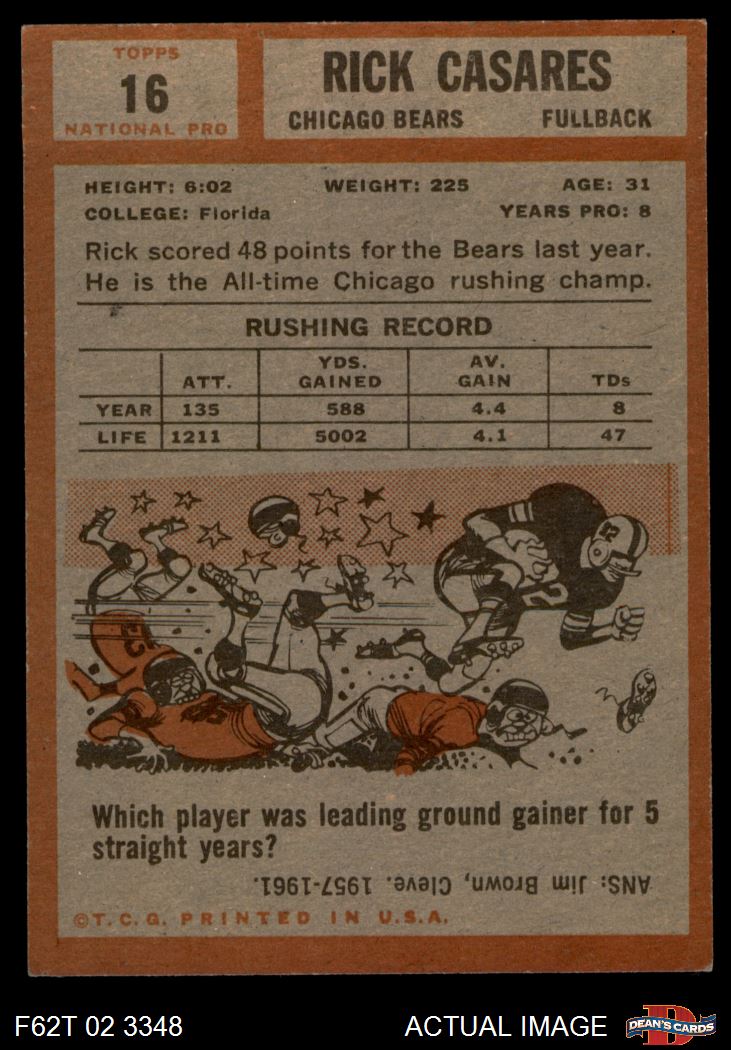 TOPPS
16
NATIONAL PRO
RICK CASARES
CHICAGO BEARS FULLBACK
HEIGHT: 6:02 WEIGHT: 225 AGE: 31
COLLEGE: Florida YEARS PRO: 8
Rick scored 48 points for the Bears last year.
He is the All-time Chicago rushing champ.
RUSHING RECORD
ATT. YDS. GAINED AV. GAIN TDs
YEAR 135 588 4.4 8
LIFE 1211 5002 4.1 47
Which player was leading ground gainer for 5
straight years?
ANS: Jim Brown, Cleve. 1957-1961.
©T.C.G. PRINTED IN U.S.A.
F62T 02 3348 ACTUAL IMAGE
D
DEAN'S CARDS